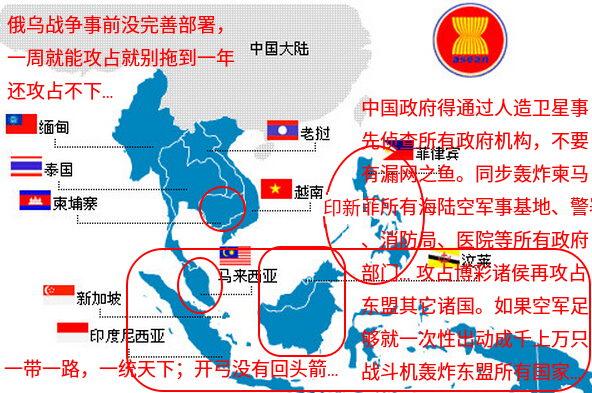 俄乌战争事前没完善部署，
一周就能攻占就别拖到一年
还攻占不下...
中国大陆
asean
中国政府得通过人造卫星事
先侦查所有政府机构，不要
有漏网之鱼。同步轰炸柬马
印新菲所有海陆空军事基地、警署
、消防局、医院等所有政府
部门，攻占博彩诸侯再攻占
东盟其它诸国。如果空军足
够就一次性出动成千上万只
战斗机轰炸东盟所有国家...
缅甸
老挝
菲律宾
泰国
越南
柬埔寨
马来西亚
文莱
新加坡
印度尼西亚
一带一路，一统天下；开弓没有回头箭...